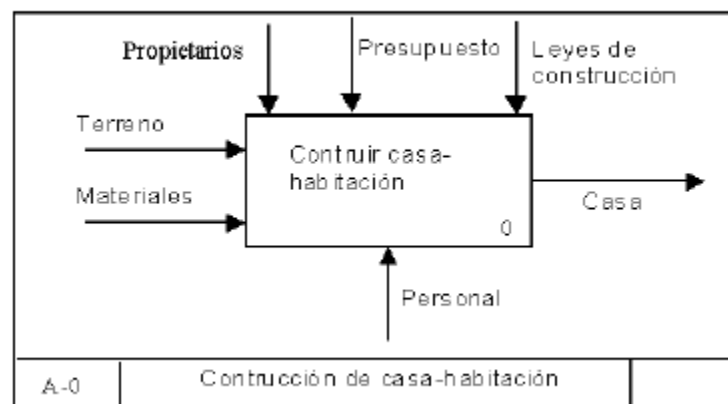 Propietarios
Presupuesto
Leyes de
construcción
Terreno
Contruir casa-
habitación
Materiales
Casa
0
Personal
A-0
Contrucción de casa-habitación